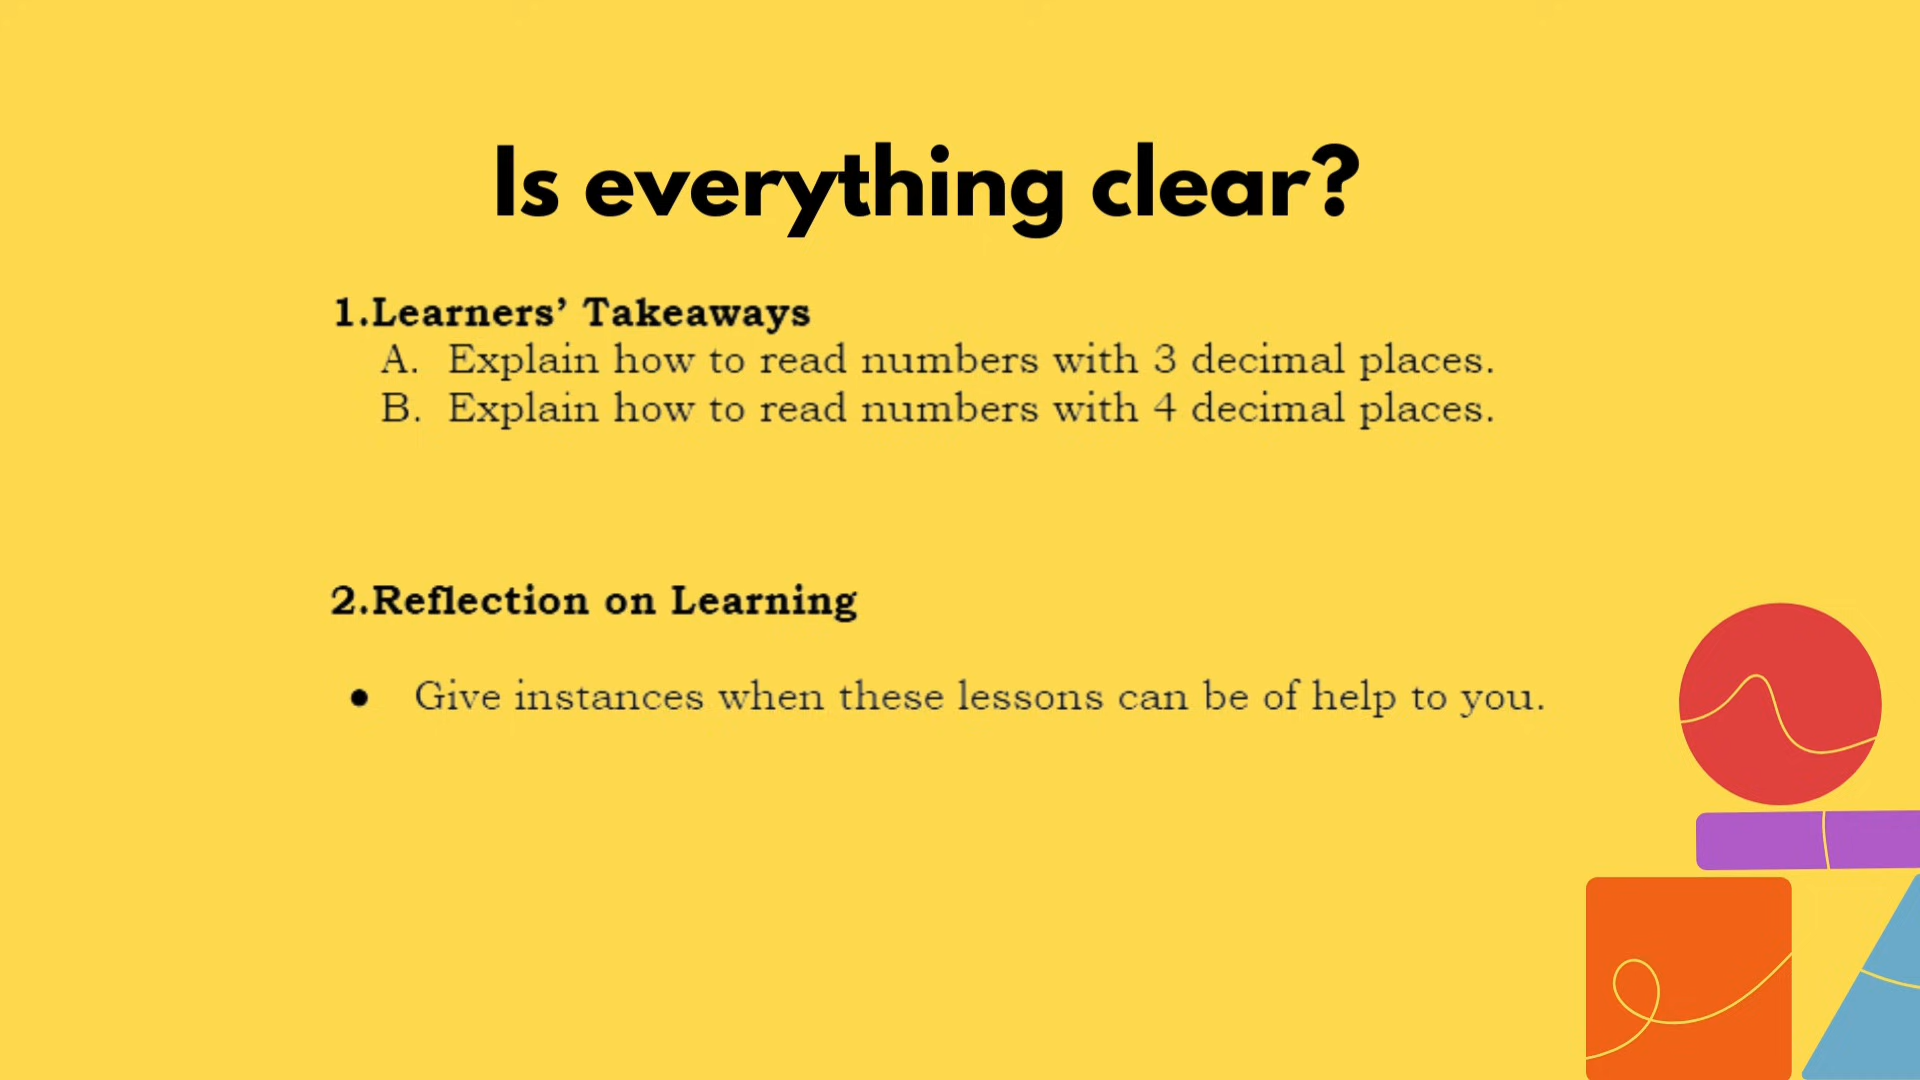 Is everything clear?
1.Learners’ Takeaways
A. Explain how to read numbers with 3 decimal places.
B. Explain how to read numbers with 4 decimal places.
2.Reflection on Learning
● Give instances when these lessons can be of help to you.